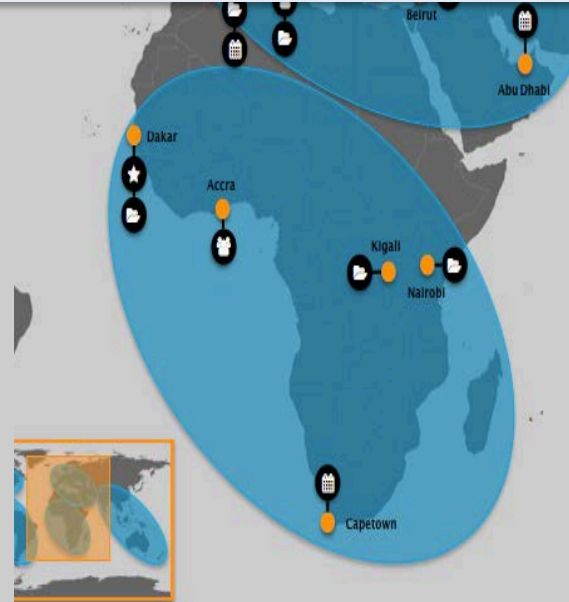 Beirut
Abu Dhabi
Dakar
Accra
Kigali
Nairobi
Capetown